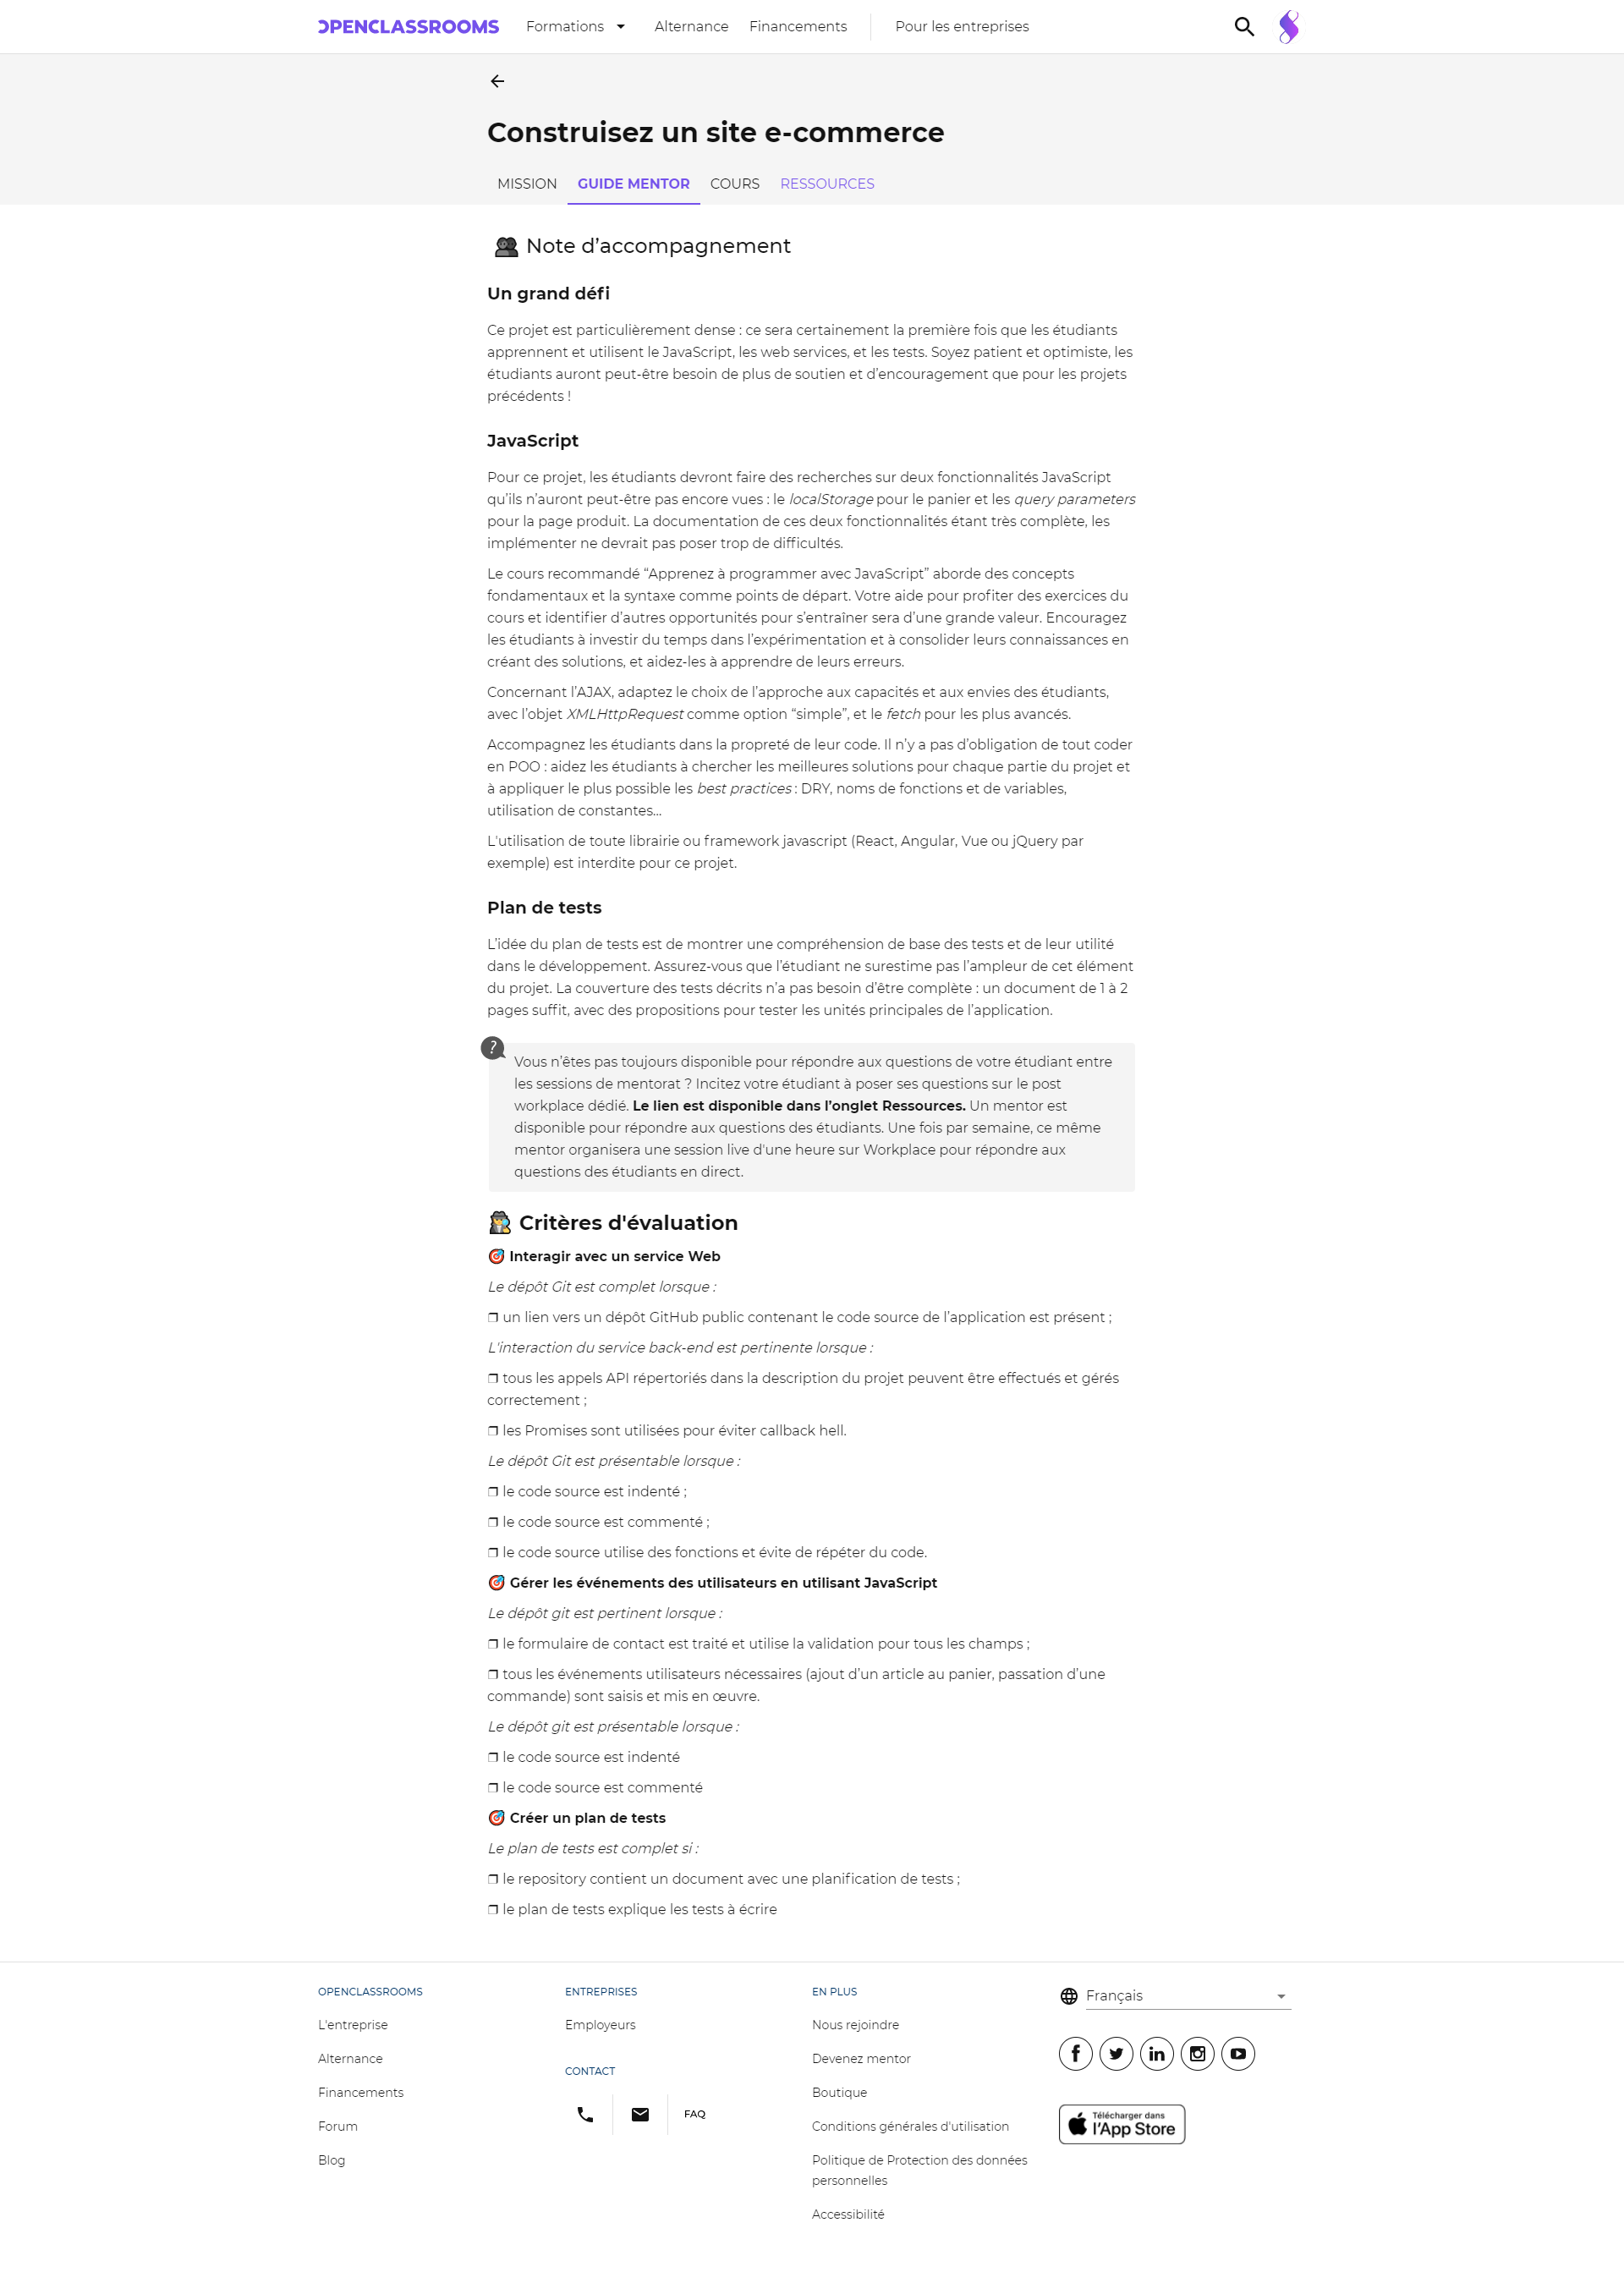 OPENCLASSROOMS Formations Alternance Financements Pour les entreprises
Construisez un site e-commerce
MISSION GUIDE MENTOR COURS RESSOURCES
Note d’accompagnement
Un grand défi
Ce projet est particulièrement dense : ce sera certainement la première fois que les étudiants
apprennent et utilisent le JavaScript, les web services, et les tests. Soyez patient et optimiste, les
étudiants auront peut-être besoin de plus de soutien et d’encouragement que pour les projets
précédents !
JavaScript
Pour ce projet, les étudiants devront faire des recherches sur deux fonctionnalités JavaScript
qu’ils n’auront peut-être pas encore vues : le localStorage pour le panier et les query parameters
pour la page produit. La documentation de ces deux fonctionnalités étant très complète, les
implémenter ne devrait pas poser trop de difficultés.
Le cours recommandé “Apprenez à programmer avec JavaScript” aborde des concepts
fondamentaux et la syntaxe comme points de départ. Votre aide pour profiter des exercices du
cours et identifier d’autres opportunités pour s’entraîner sera d’une grande valeur. Encouragez
les étudiants à investir du temps dans l’expérimentation et à consolider leurs connaissances en
créant des solutions, et aidez-les à apprendre de leurs erreurs.
Concernant l’AJAX, adaptez le choix de l’approche aux capacités et aux envies des étudiants,
avec l’objet XMLHttpRequest comme option “simple”, et le fetch pour les plus avancés.
Accompagnez les étudiants dans la propreté de leur code. Il n’y a pas d’obligation de tout coder
en POO : aidez les étudiants à chercher les meilleures solutions pour chaque partie du projet et
à appliquer le plus possible les best practices : DRY, noms de fonctions et de variables,
utilisation de constantes...
L'utilisation de toute librairie ou framework javascript (React, Angular, Vue ou jQuery par
exemple) est interdite pour ce projet.
Plan de tests
L’idée du plan de tests est de montrer une compréhension de base des tests et de leur utilité
dans le développement. Assurez-vous que l’étudiant ne surestime pas l’ampleur de cet élément
du projet. La couverture des tests décrits n’a pas besoin d’être complète : un document de 1 à 2
pages suffit, avec des propositions pour tester les unités principales de l’application.
?
Vous n’êtes pas toujours disponible pour répondre aux questions de votre étudiant entre
les sessions de mentorat ? Incitez votre étudiant à poser ses questions sur le post
workplace dédié. Le lien est disponible dans l’onglet Ressources. Un mentor est
disponible pour répondre aux questions des étudiants. Une fois par semaine, ce même
mentor organisera une session live d'une heure sur Workplace pour répondre aux
questions des étudiants en direct.
Critères d'évaluation
Interagir avec un service Web
Le dépôt Git est complet lorsque :
❒ un lien vers un dépôt GitHub public contenant le code source de l’application est présent ;
L'interaction du service back-end est pertinente lorsque :
❒ tous les appels API répertoriés dans la description du projet peuvent être effectués et gérés
correctement ;
❒ les Promises sont utilisées pour éviter callback hell.
Le dépôt Git est présentable lorsque :
❒ le code source est indenté ;
❒ le code source est commenté ;
❒ le code source utilise des fonctions et évite de répéter du code.
Gérer les événements des utilisateurs en utilisant JavaScript
Le dépôt git est pertinent lorsque :
❒ le formulaire de contact est traité et utilise la validation pour tous les champs ;
❒ tous les événements utilisateurs nécessaires (ajout d’un article au panier, passation d’une
commande) sont saisis et mis en œuvre.
Le dépôt git est présentable lorsque :
❒ le code source est indenté
❒ le code source est commenté
Créer un plan de tests
Le plan de tests est complet si :
❒ le repository contient un document avec une planification de tests ;
❒ le plan de tests explique les tests à écrire
OPENCLASSROOMS
L'entreprise
Alternance
Financements
Forum
Blog
ENTREPRISES
Employeurs
CONTACT
FAQ
EN PLUS
Nous rejoindre
Devenez mentor
Boutique
Conditions générales d'utilisation
Politique de Protection des données
personnelles
Accessibilité
Français
Télécharger dans
l'App Store